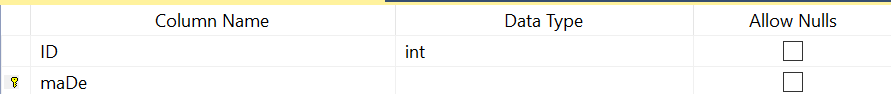 Column Name Data Type Allow Nulls
ID int
maDe